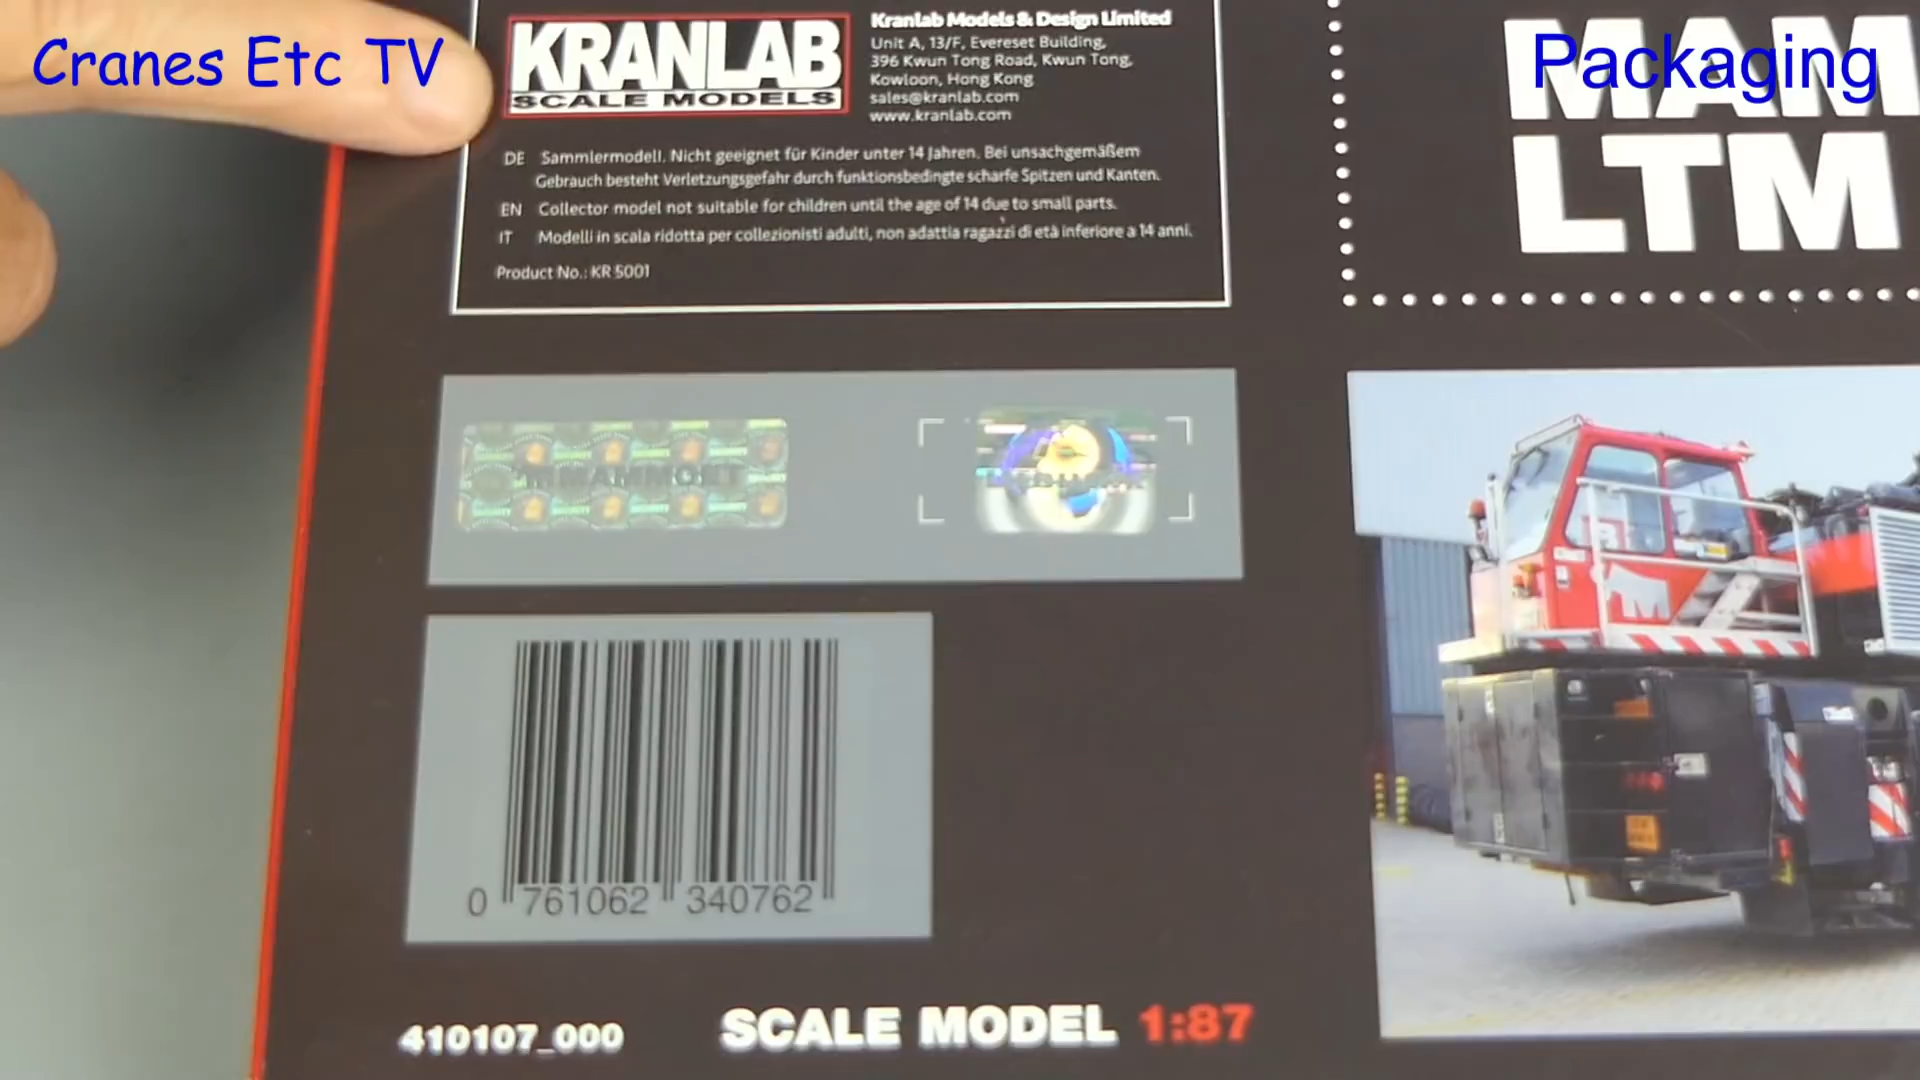 Cranes Etc TV
Packaging
KRANLAB
SCALE MODELS
Kranlab Models & Design Limited
Unit A, 13/F, Evereset Building,
396 Kwun Tong Road, Kwun Tong,
Kowloon, Hong Kong
sales@kranlab.com
www.kranlab.com
DE Sammlermodell. Nicht geeignet für Kinder unter 14 Jahren. Bei unsachgemäßem
Gebrauch besteht Verletzungsgefahr durch funktionsbedingte scharfe Spitzen und Kanten.
EN Collector model not suitable for children until the age of 14 due to small parts.
IT Modelli in scala ridotta per collezionisti adulti, non adattia ragazzi di età inferiore a 14 anni.
Product No.: KR 5001
MAM
LTM
MAMMOET
M
0 761062 340762
410107_000
SCALE MODEL 1:87